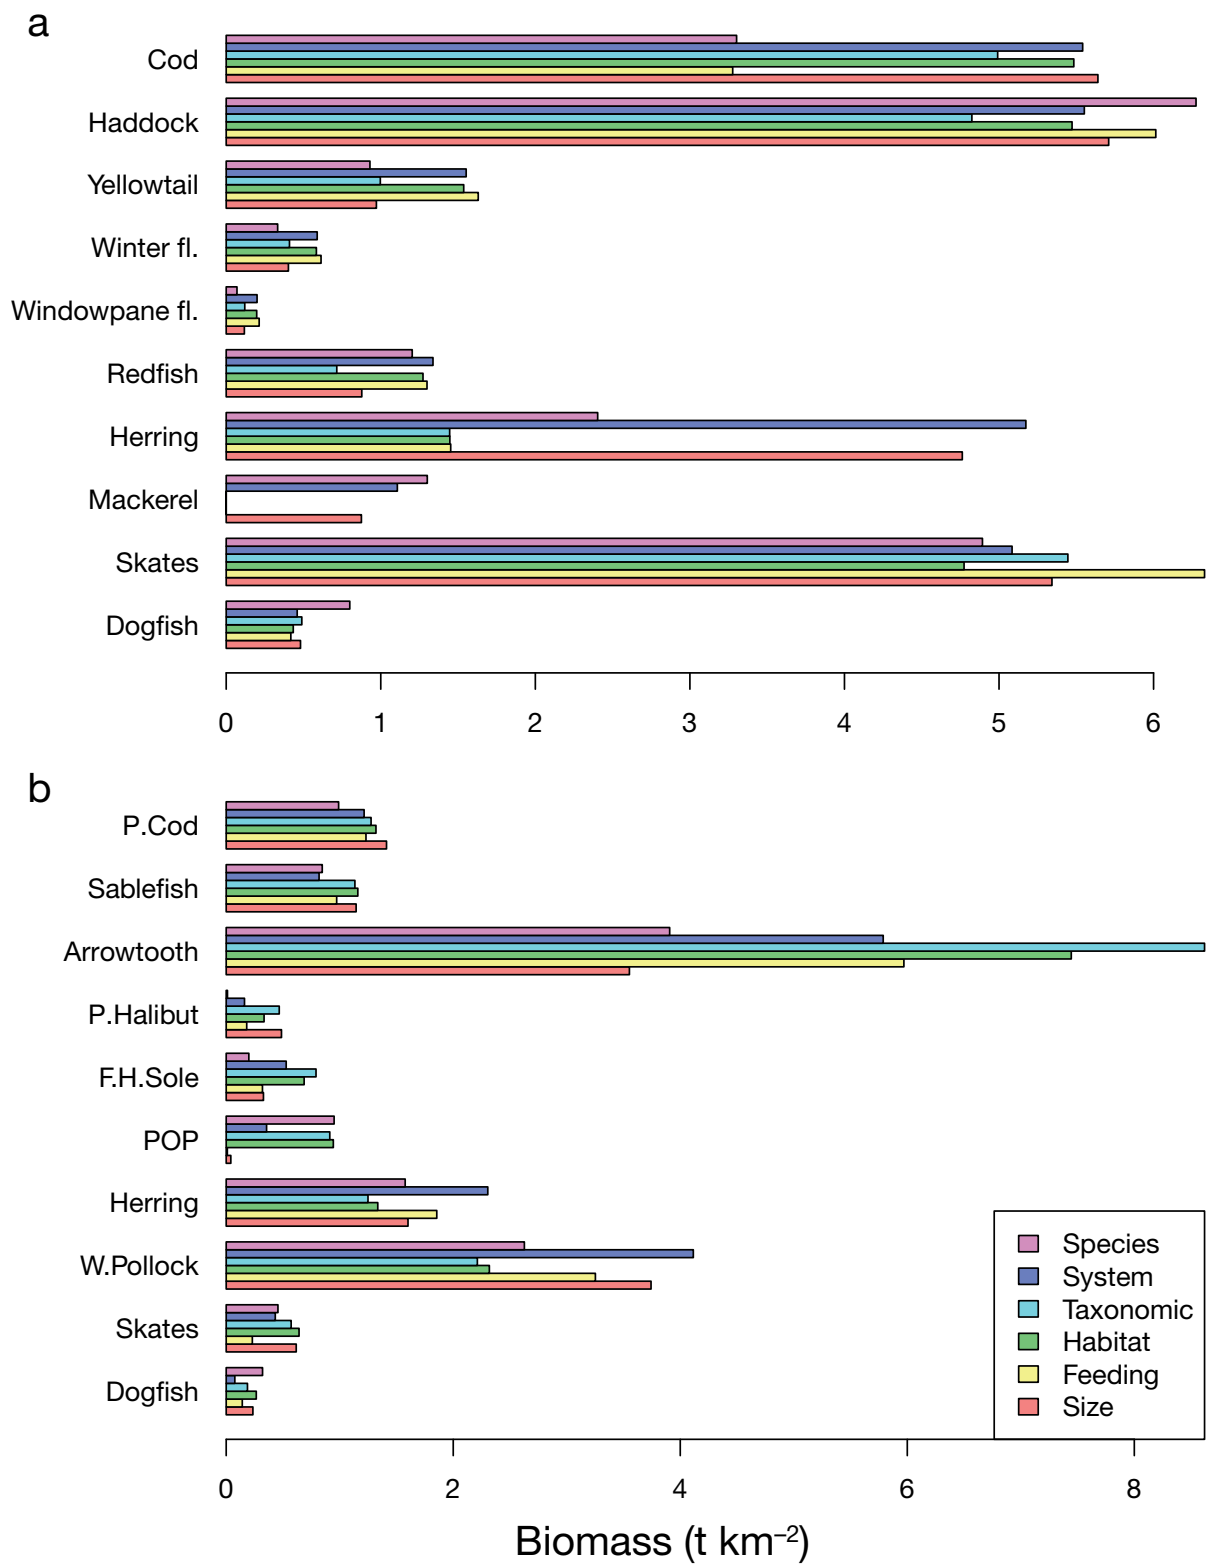 a
Cod
Haddock
Yellowtail
Winter fl.
Windowpane fl.
Redfish
Herring
Mackerel
Skates
Dogfish
0 1 2 3 4 5 6
b
P.Cod
Sablefish
Arrowtooth
P.Halibut
F.H.Sole
POP
Herring
W.Pollock
Skates
Dogfish
Species
System
Taxonomic
Habitat
Feeding
Size
0 2 4 6 8
Biomass (t km⁻²)